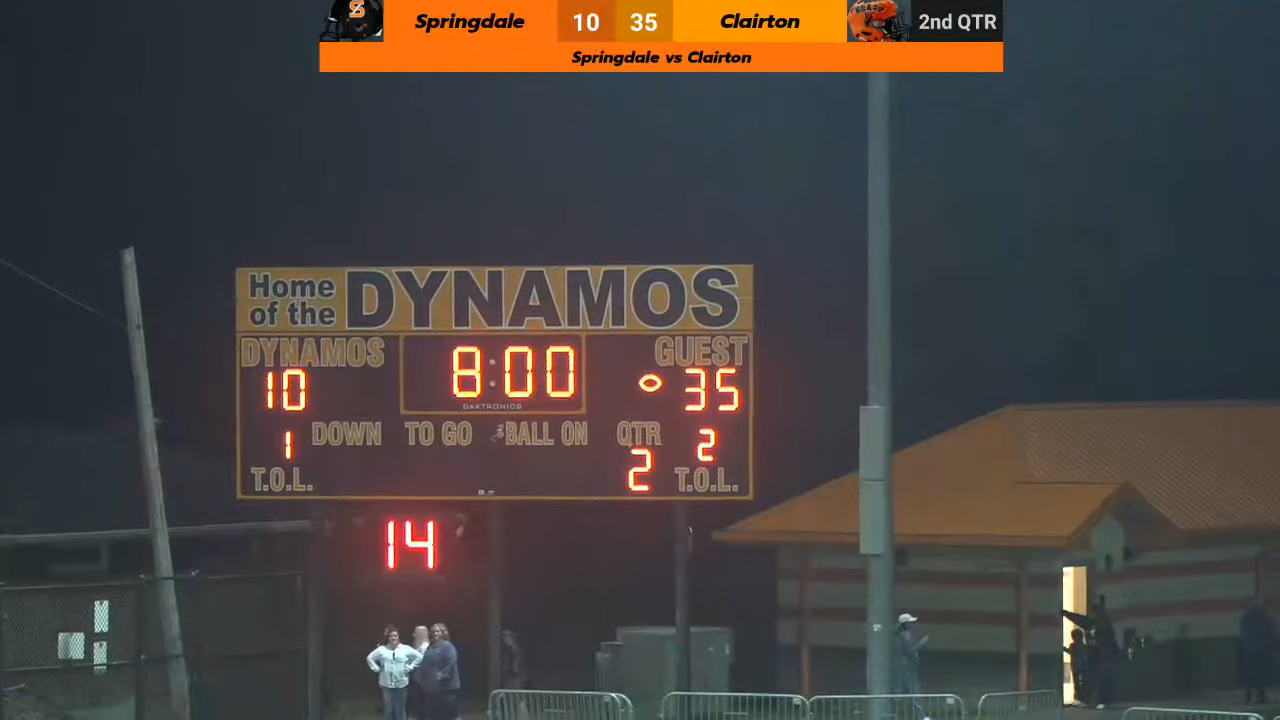 S
Springdale 10 35 Clairton 2nd QTR
Springdale vs Clairton
Home of the DYNAMOS
DYNAMOS 8:00 GUEST
10 35
DAKTRONICS
1 DOWN TO GO BALL ON QTR 2
T.O.L. 2 T.O.L.
14